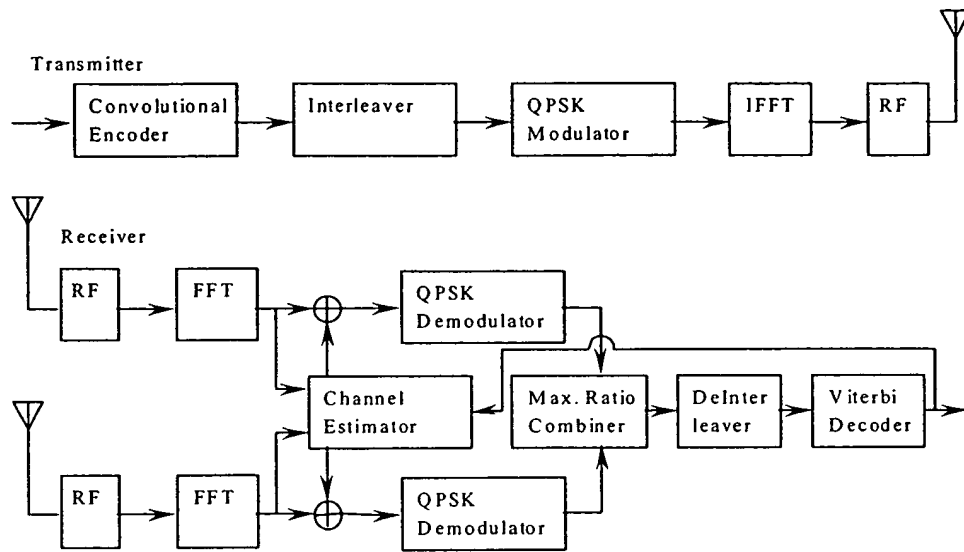 Transmitter
Convolutional
Encoder
Interleaver
QPSK
Modulator
IFFT
RF
Receiver
RF
FFT
QPSK
Demodulator
Channel
Estimator
Max. Ratio
Combiner
DeInter
leaver
Viterbi
Decoder
RF
FFT
QPSK
Demodulator